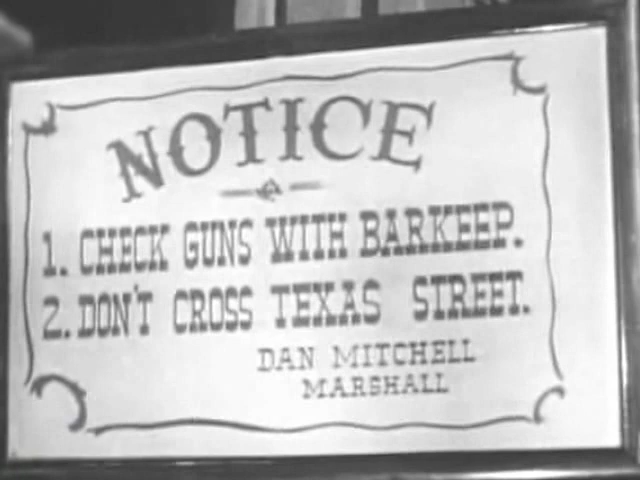 NOTICE
1. CHECK GUNS WITH BARKEEP.
2. DON'T CROSS TEXAS STREET.
DAN MITCHELL
MARSHALL